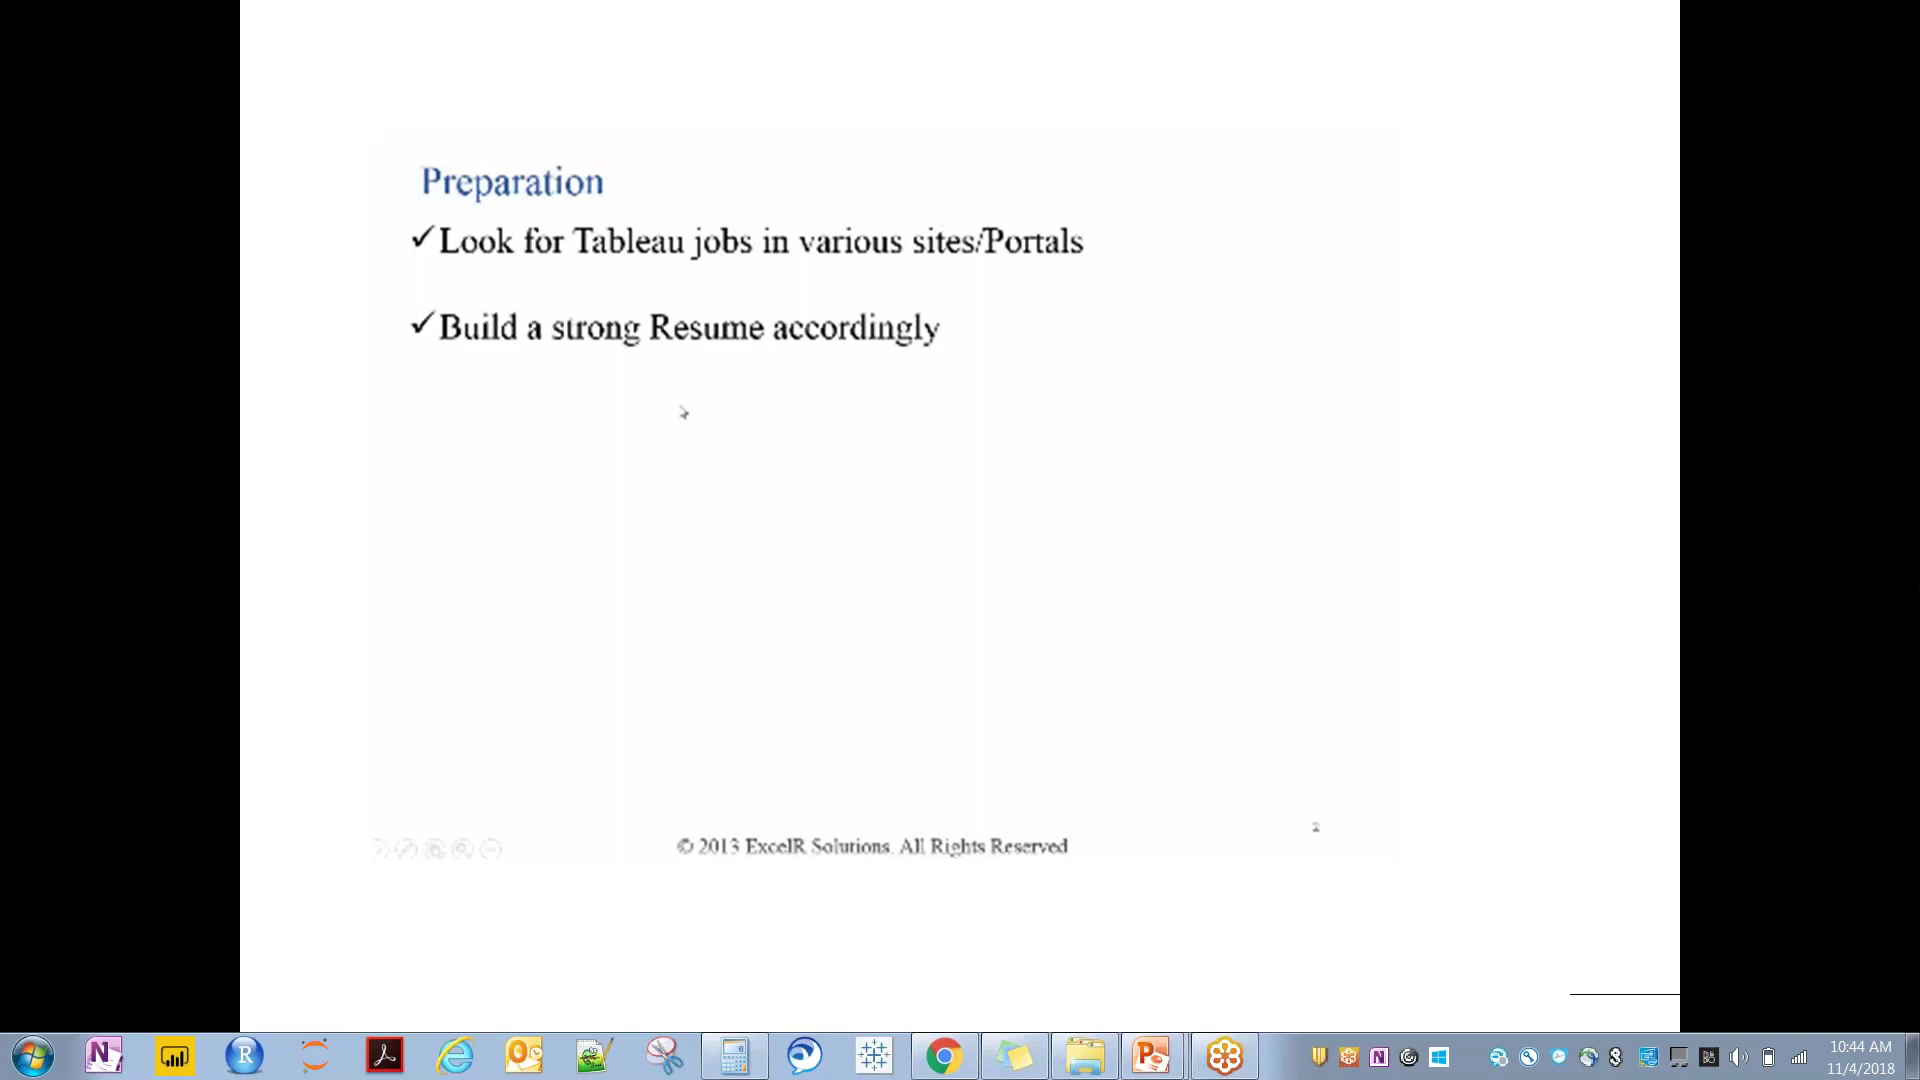 Preparation
✓Look for Tableau jobs in various sites/Portals
✓Build a strong Resume accordingly
2
© 2013 ExcelR Solutions. All Rights Reserved
10:44 AM
11/4/2018